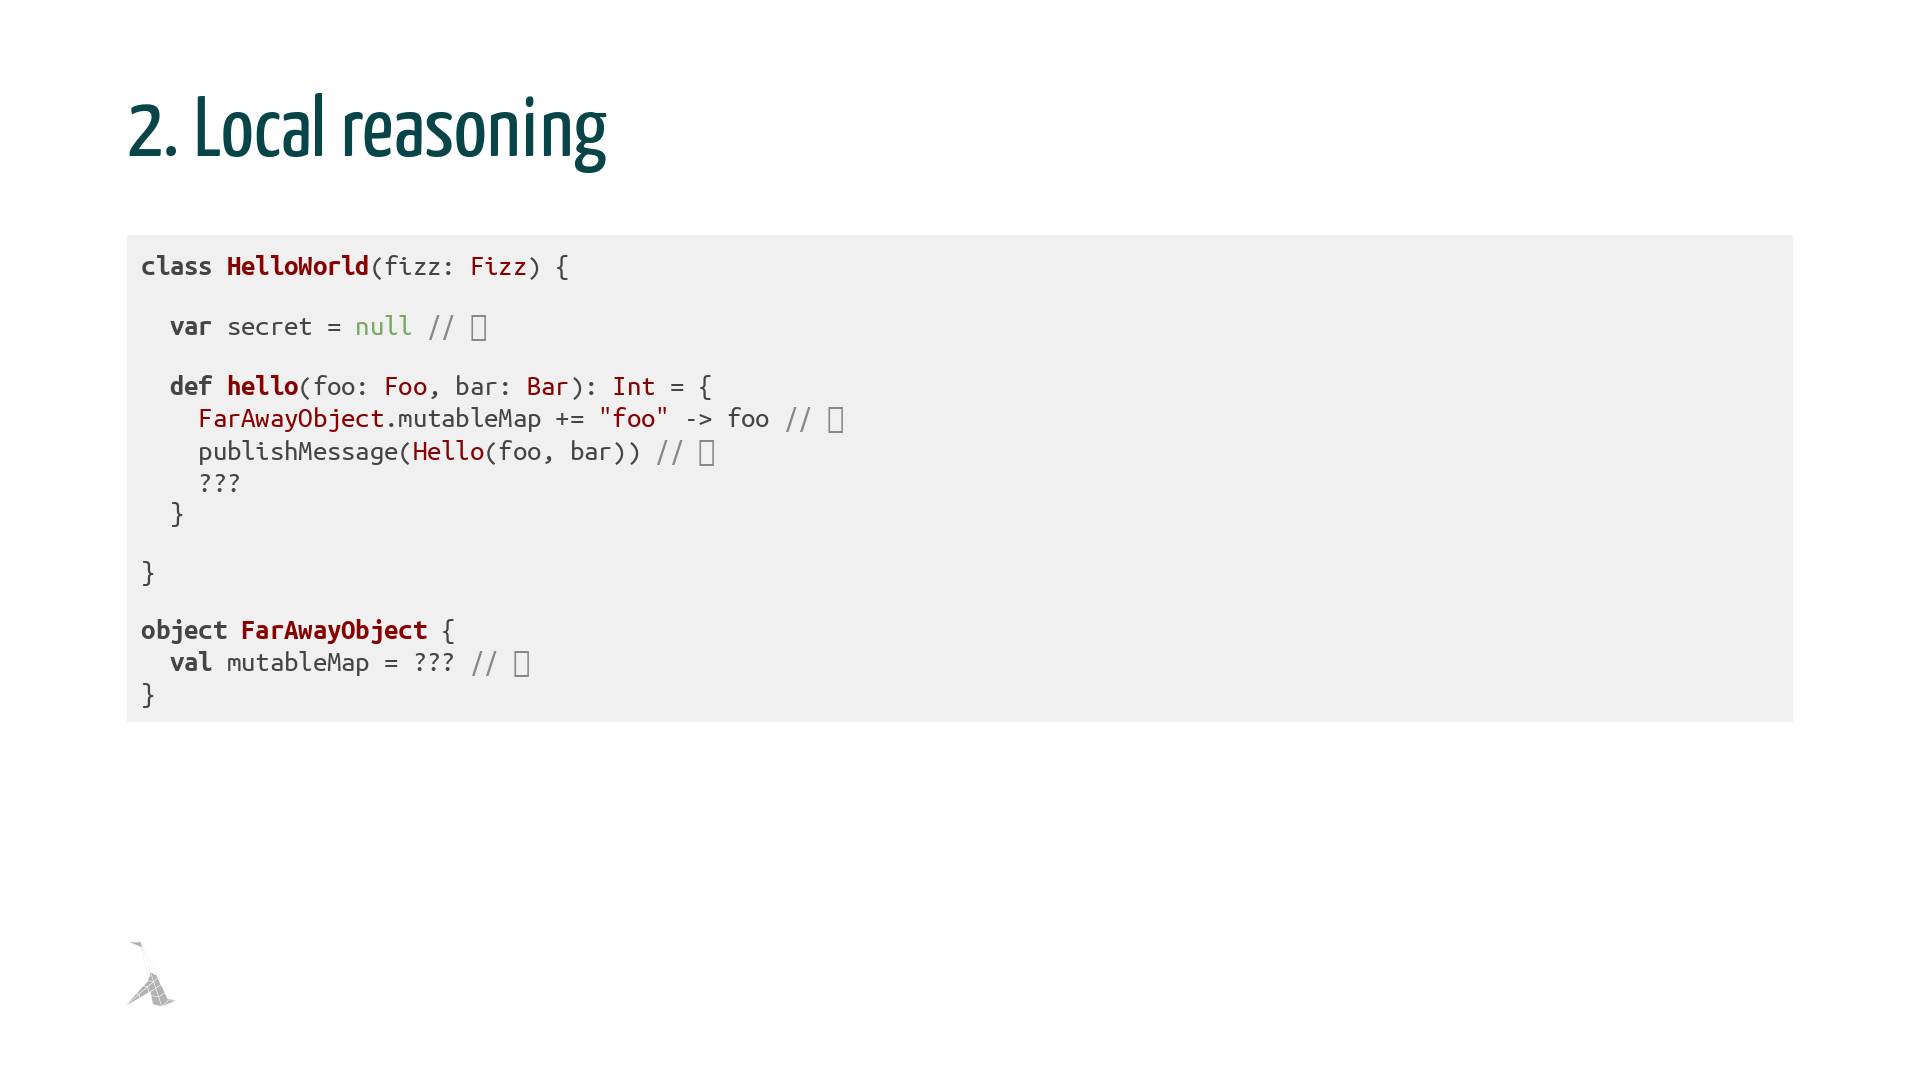 2. Local reasoning
class HelloWorld(fizz: Fizz) {
  var secret = null // 
  def hello(foo: Foo, bar: Bar): Int = {
    FarAwayObject.mutableMap += "foo" -> foo // 
    publishMessage(Hello(foo, bar)) // 
    ???
  }
}
object FarAwayObject {
  val mutableMap = ??? // 
}